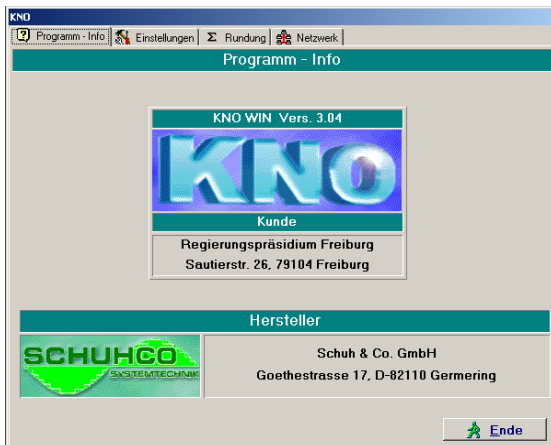 KNO
Programm - Info Einstellungen Σ Rundung Netzwerk
Programm - Info
KNO WIN Vers. 3.04
KNO
Kunde
Regierungspräsidium Freiburg
Sautierstr. 26, 79104 Freiburg
Hersteller
SCHUHCO
SYSTEMTECHNIK
Schuh & Co. GmbH
Goethestrasse 17, D-82110 Germering
Ende